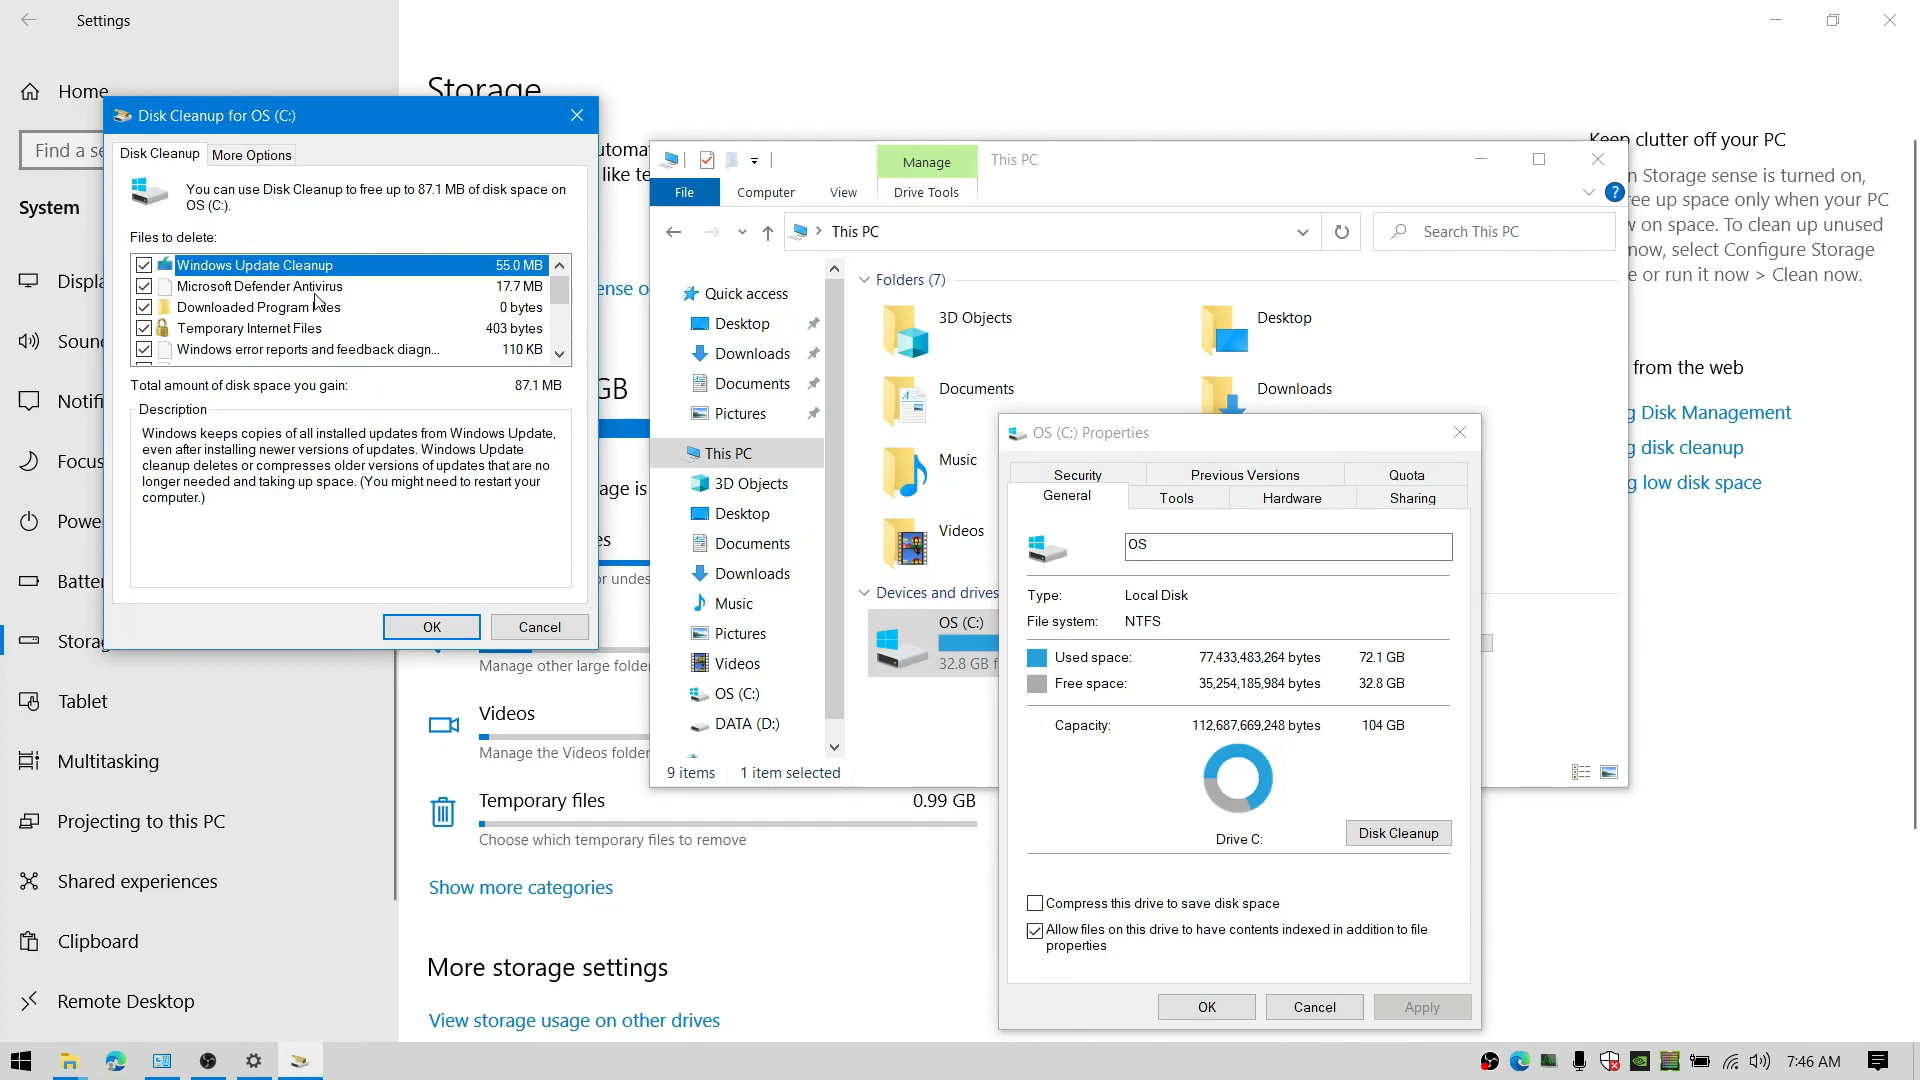 Settings
Home
Find a se
System
Displa
Soun
Notifi
Focus
Powe
Batter
Storag
Tablet
Multitasking
Projecting to this PC
Shared experiences
Clipboard
Remote Desktop
Storage
utoma
like te
ense o
GB
age is
es
or undes
Manage other large folder
Videos
Manage the Videos folder
Temporary files
0.99 GB
Choose which temporary files to remove
Show more categories
More storage settings
View storage usage on other drives
Disk Cleanup for OS (C:)
Disk Cleanup
More Options
You can use Disk Cleanup to free up to 87.1 MB of disk space on
OS (C:).
Files to delete:
Windows Update Cleanup 55.0 MB
Microsoft Defender Antivirus 17.7 MB
Downloaded Program Files 0 bytes
Temporary Internet Files 403 bytes
Windows error reports and feedback diagn... 110 KB
Total amount of disk space you gain: 87.1 MB
Description
Windows keeps copies of all installed updates from Windows Update,
even after installing newer versions of updates. Windows Update
cleanup deletes or compresses older versions of updates that are no
longer needed and taking up space. (You might need to restart your
computer.)
OK
Cancel
Manage
This PC
File
Computer
View
Drive Tools
?
This PC
Search This PC
Quick access
Desktop
Downloads
Documents
Pictures
This PC
3D Objects
Desktop
Documents
Downloads
Music
Pictures
Videos
OS (C:)
DATA (D:)
Folders (7)
3D Objects
Desktop
Documents
Downloads
Music
Videos
Devices and drives
OS (C:)
32.8 GB f
9 items
1 item selected
OS (C:) Properties
Security
Previous Versions
Quota
General
Tools
Hardware
Sharing
OS
Type: Local Disk
File system: NTFS
Used space: 77,433,483,264 bytes 72.1 GB
Free space: 35,254,185,984 bytes 32.8 GB
Capacity: 112,687,669,248 bytes 104 GB
Drive C:
Disk Cleanup
Compress this drive to save disk space
Allow files on this drive to have contents indexed in addition to file
properties
OK
Cancel
Apply
Keep clutter off your PC
n Storage sense is turned on,
ree up space only when your PC
w on space. To clean up unused
now, select Configure Storage
e or run it now > Clean now.
from the web
g Disk Management
g disk cleanup
g low disk space
7:46 AM